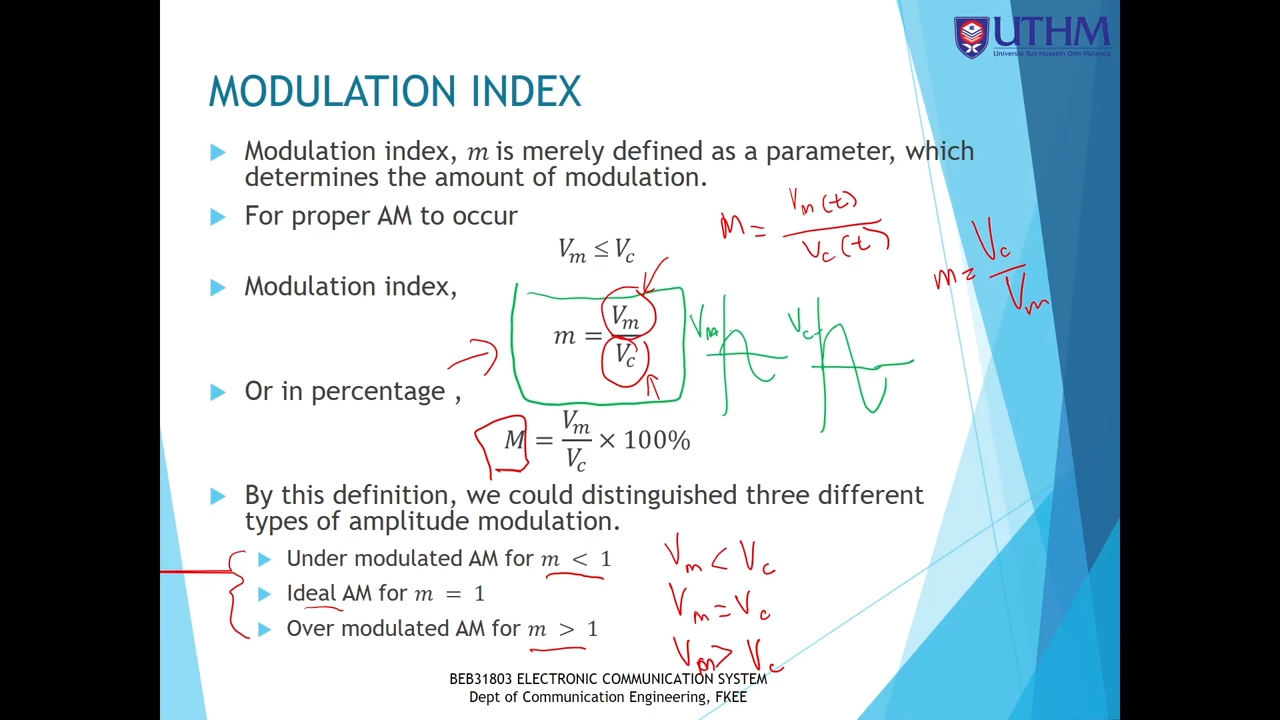 UTHM
Universiti Tun Hussein Onn Malaysia
MODULATION INDEX
Modulation index, m is merely defined as a parameter, which
determines the amount of modulation.
For proper AM to occur
M = Vm(t) / Vc(t)
m = Vc / Vm
Vm ≤ Vc
Modulation index,
m = Vm / Vc
Vm
Vc
Or in percentage ,
M = Vm / Vc × 100%
By this definition, we could distinguished three different
types of amplitude modulation.
Under modulated AM for m < 1
Vm < Vc
Ideal AM for m = 1
Vm = Vc
Over modulated AM for m > 1
Vm > Vc
BEB31803 ELECTRONIC COMMUNICATION SYSTEM
Dept of Communication Engineering, FKEE